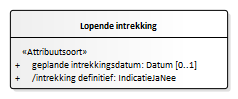 Lopende intrekking
«Attribuutsoort»
+ geplande intrekkingsdatum: Datum [0..1]
+ /intrekking definitief: IndicatieJaNee